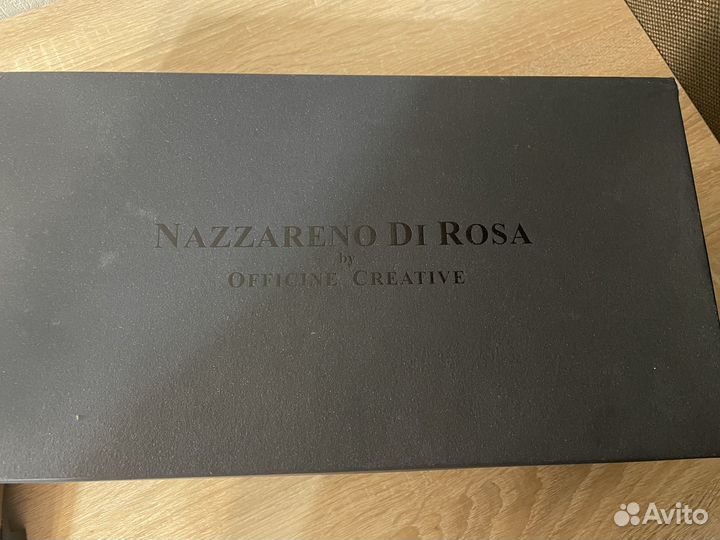 NAZZARENO DI ROSA
by
OFFICINE CREATIVE
Avito